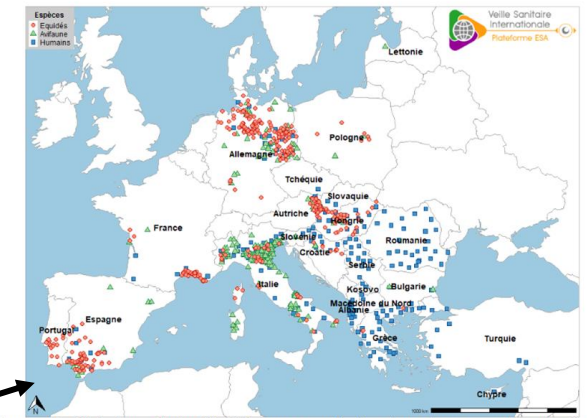 Espèces
Equidés
Avifaune
Humains
Veille Sanitaire
Internationale
Plateforme ESA
Lettonie
Pologne
Allemagne
Tchéquie
Slovaquie
Autriche
Hongrie
France
Slovénie
Croatie
Roumanie
Serbie
Italie
Kosovo
Bulgarie
Macédoine du Nord
Albanie
Espagne
Portugal
Grèce
Turquie
Chypre
N